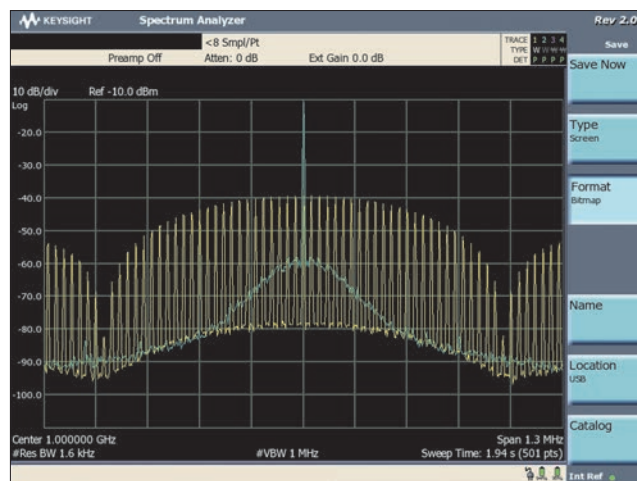 KEYSIGHT Spectrum Analyzer Rev 2.0
<8 Smpl/Pt
Preamp Off Atten: 0 dB Ext Gain 0.0 dB
TRACE 1 2 3 4
TYPE W W W W
DET P P P P
10 dB/div Ref -10.0 dBm
Log
-20.0
-30.0
-40.0
-50.0
-60.0
-70.0
-80.0
-90.0
-100.0
Center 1.000000 GHz Span 1.3 MHz
#Res BW 1.6 kHz #VBW 1 MHz Sweep Time: 1.94 s (501 pts)
Save
Save Now
Type
Screen
Format
Bitmap
Name
Location
USB
Catalog
Int Ref